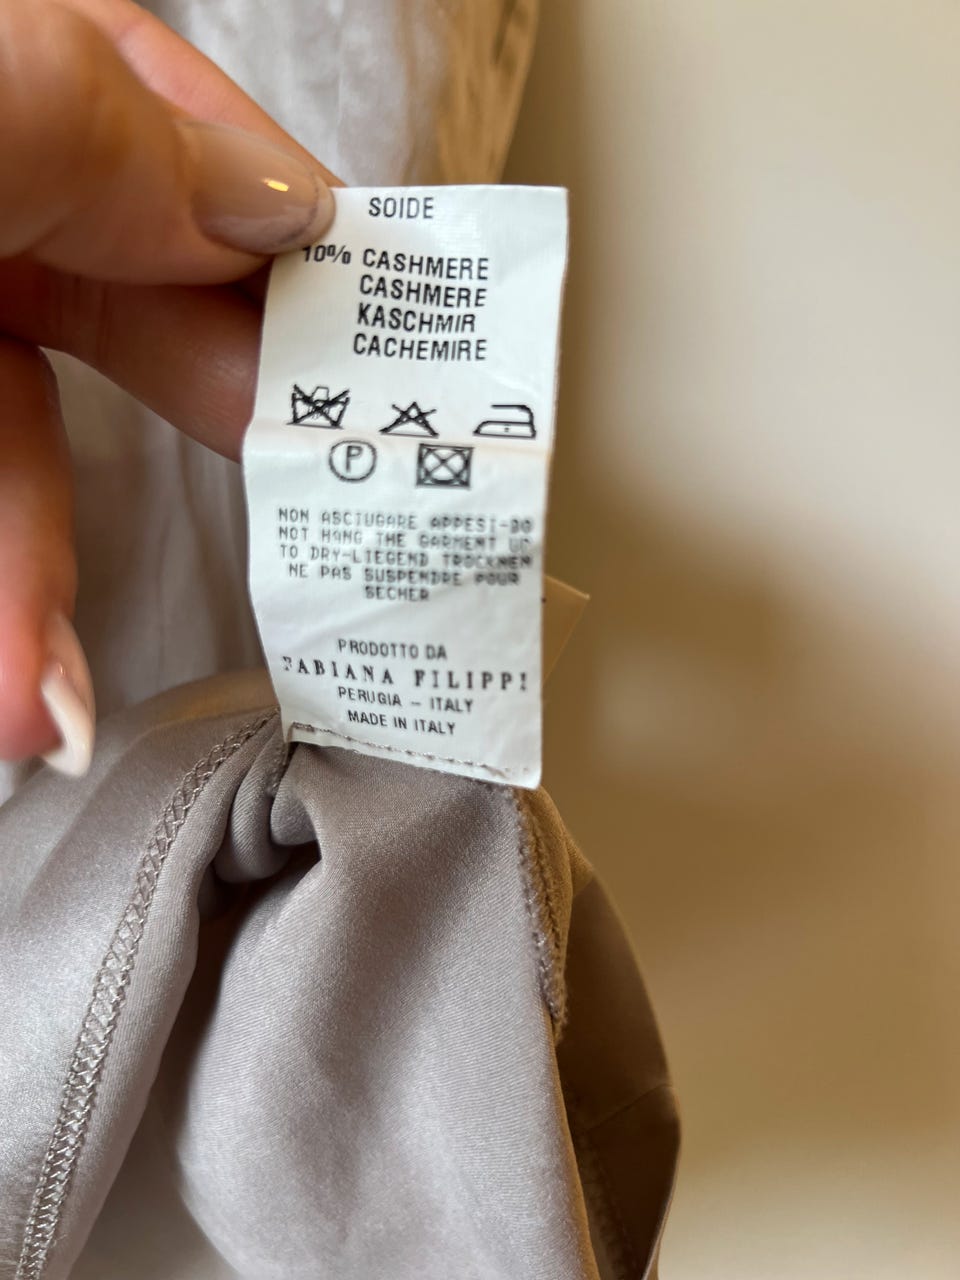 SOIDE
10% CASHMERE
CASHMERE
KASCHMIR
CACHEMIRE
P
NON ASCIUGARE APPESI-DO
NOT HANG THE GARMENT UP
TO DRY-LIEGEND TROCKNEN
NE PAS SUSPENDRE POUR
SECHER
PRODOTTO DA
FABIANA FILIPPI
PERUGIA - ITALY
MADE IN ITALY